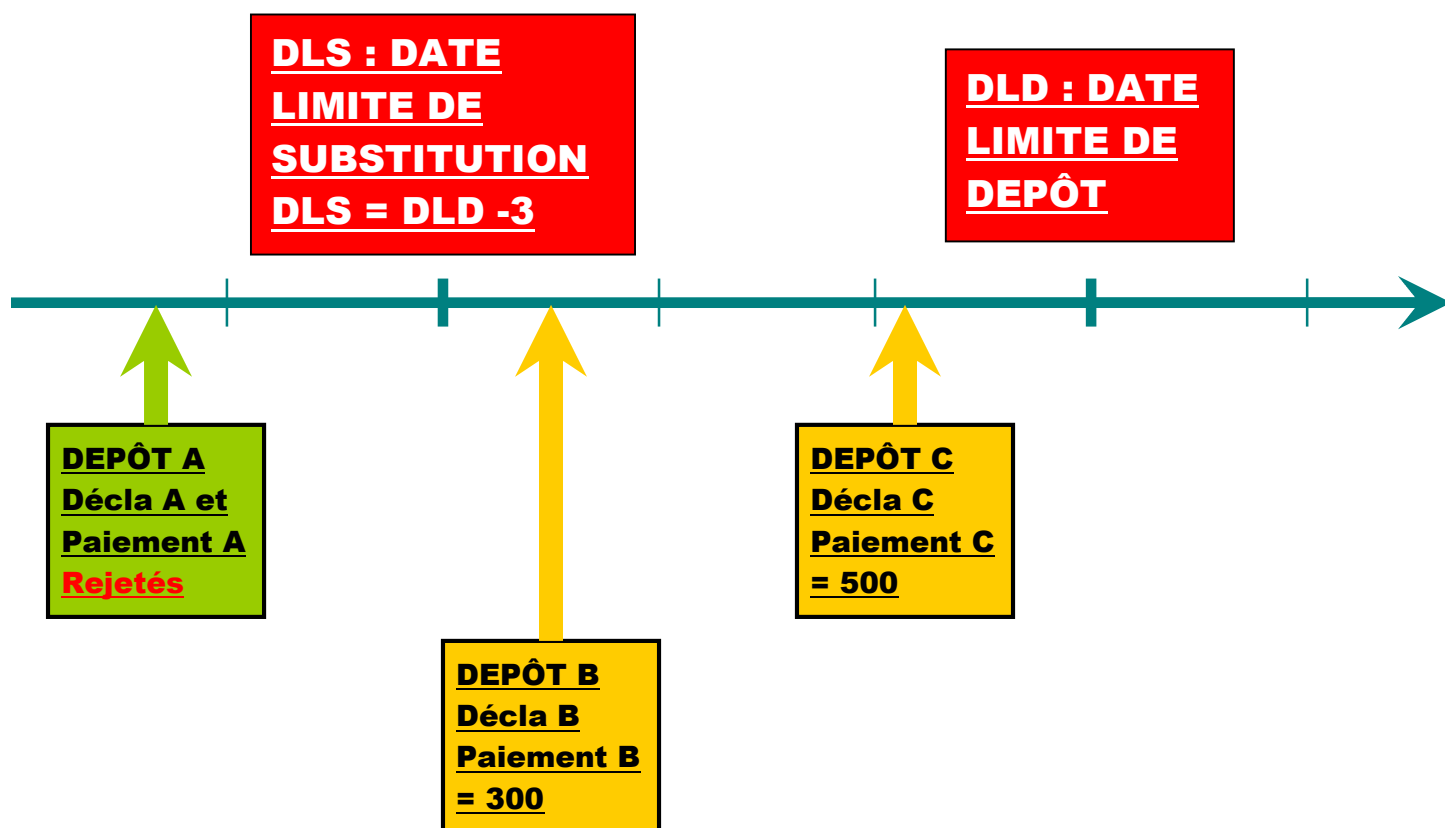 DLS : DATE
LIMITE DE
SUBSTITUTION
DLS = DLD -3
DLD : DATE
LIMITE DE
DEPÔT
DEPÔT A
Décla A et
Paiement A
Rejetés
DEPÔT B
Décla B
Paiement B
= 300
DEPÔT C
Décla C
Paiement C
= 500